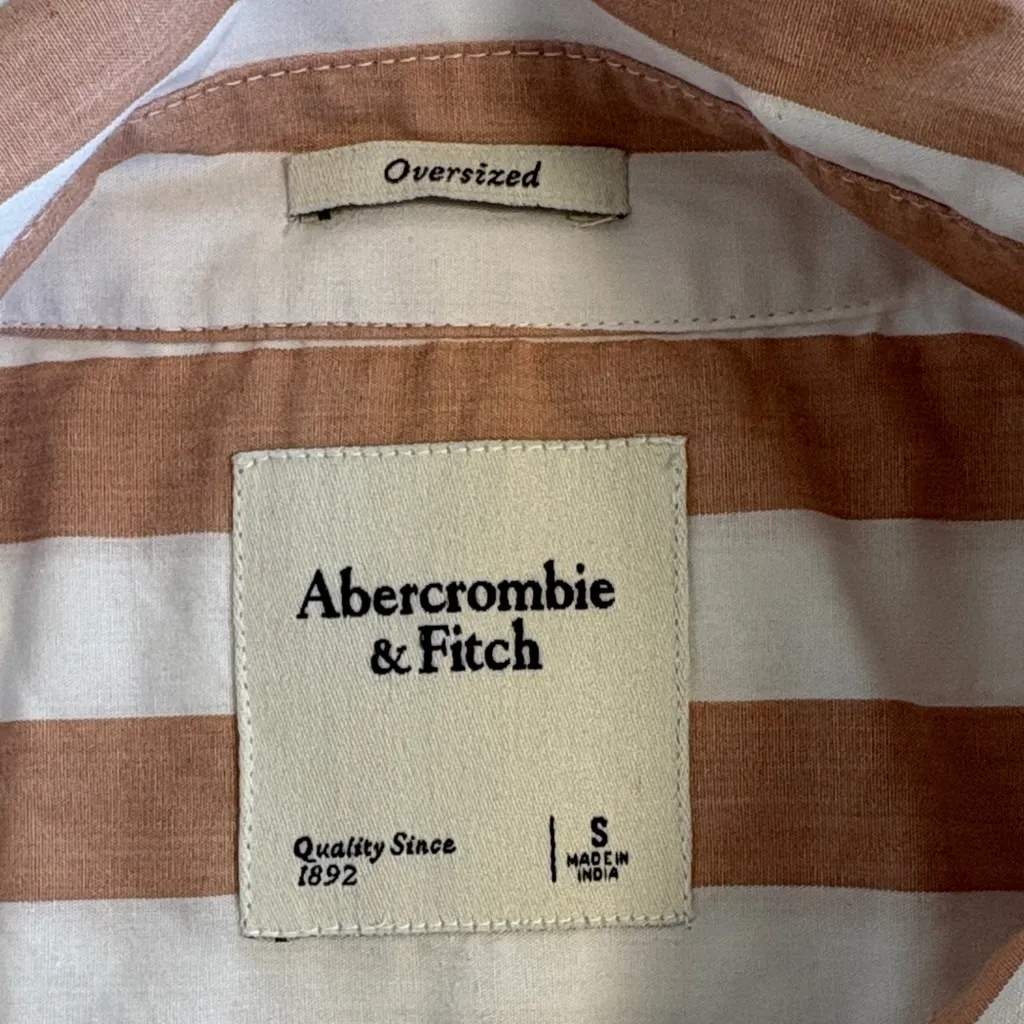 Oversized
Abercrombie
& Fitch
Quality Since
1892
S
MADE IN
INDIA